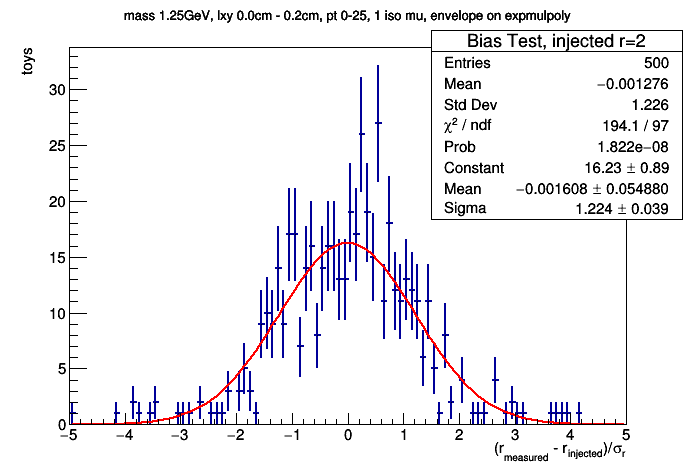 mass 1.25GeV, lxy 0.0cm - 0.2cm, pt 0-25, 1 iso mu, envelope on expmulpoly
Bias Test, injected r=2
Entries 500
Mean −0.001276
Std Dev 1.226
χ² / ndf 194.1 / 97
Prob 1.822e−08
Constant 16.23 ± 0.89
Mean −0.001608 ± 0.054880
Sigma 1.224 ± 0.039
toys
30
25
20
15
10
5
0
−5 −4 −3 −2 −1 0 1 2 3 4 5
(r_measured - r_injected)/σ_r